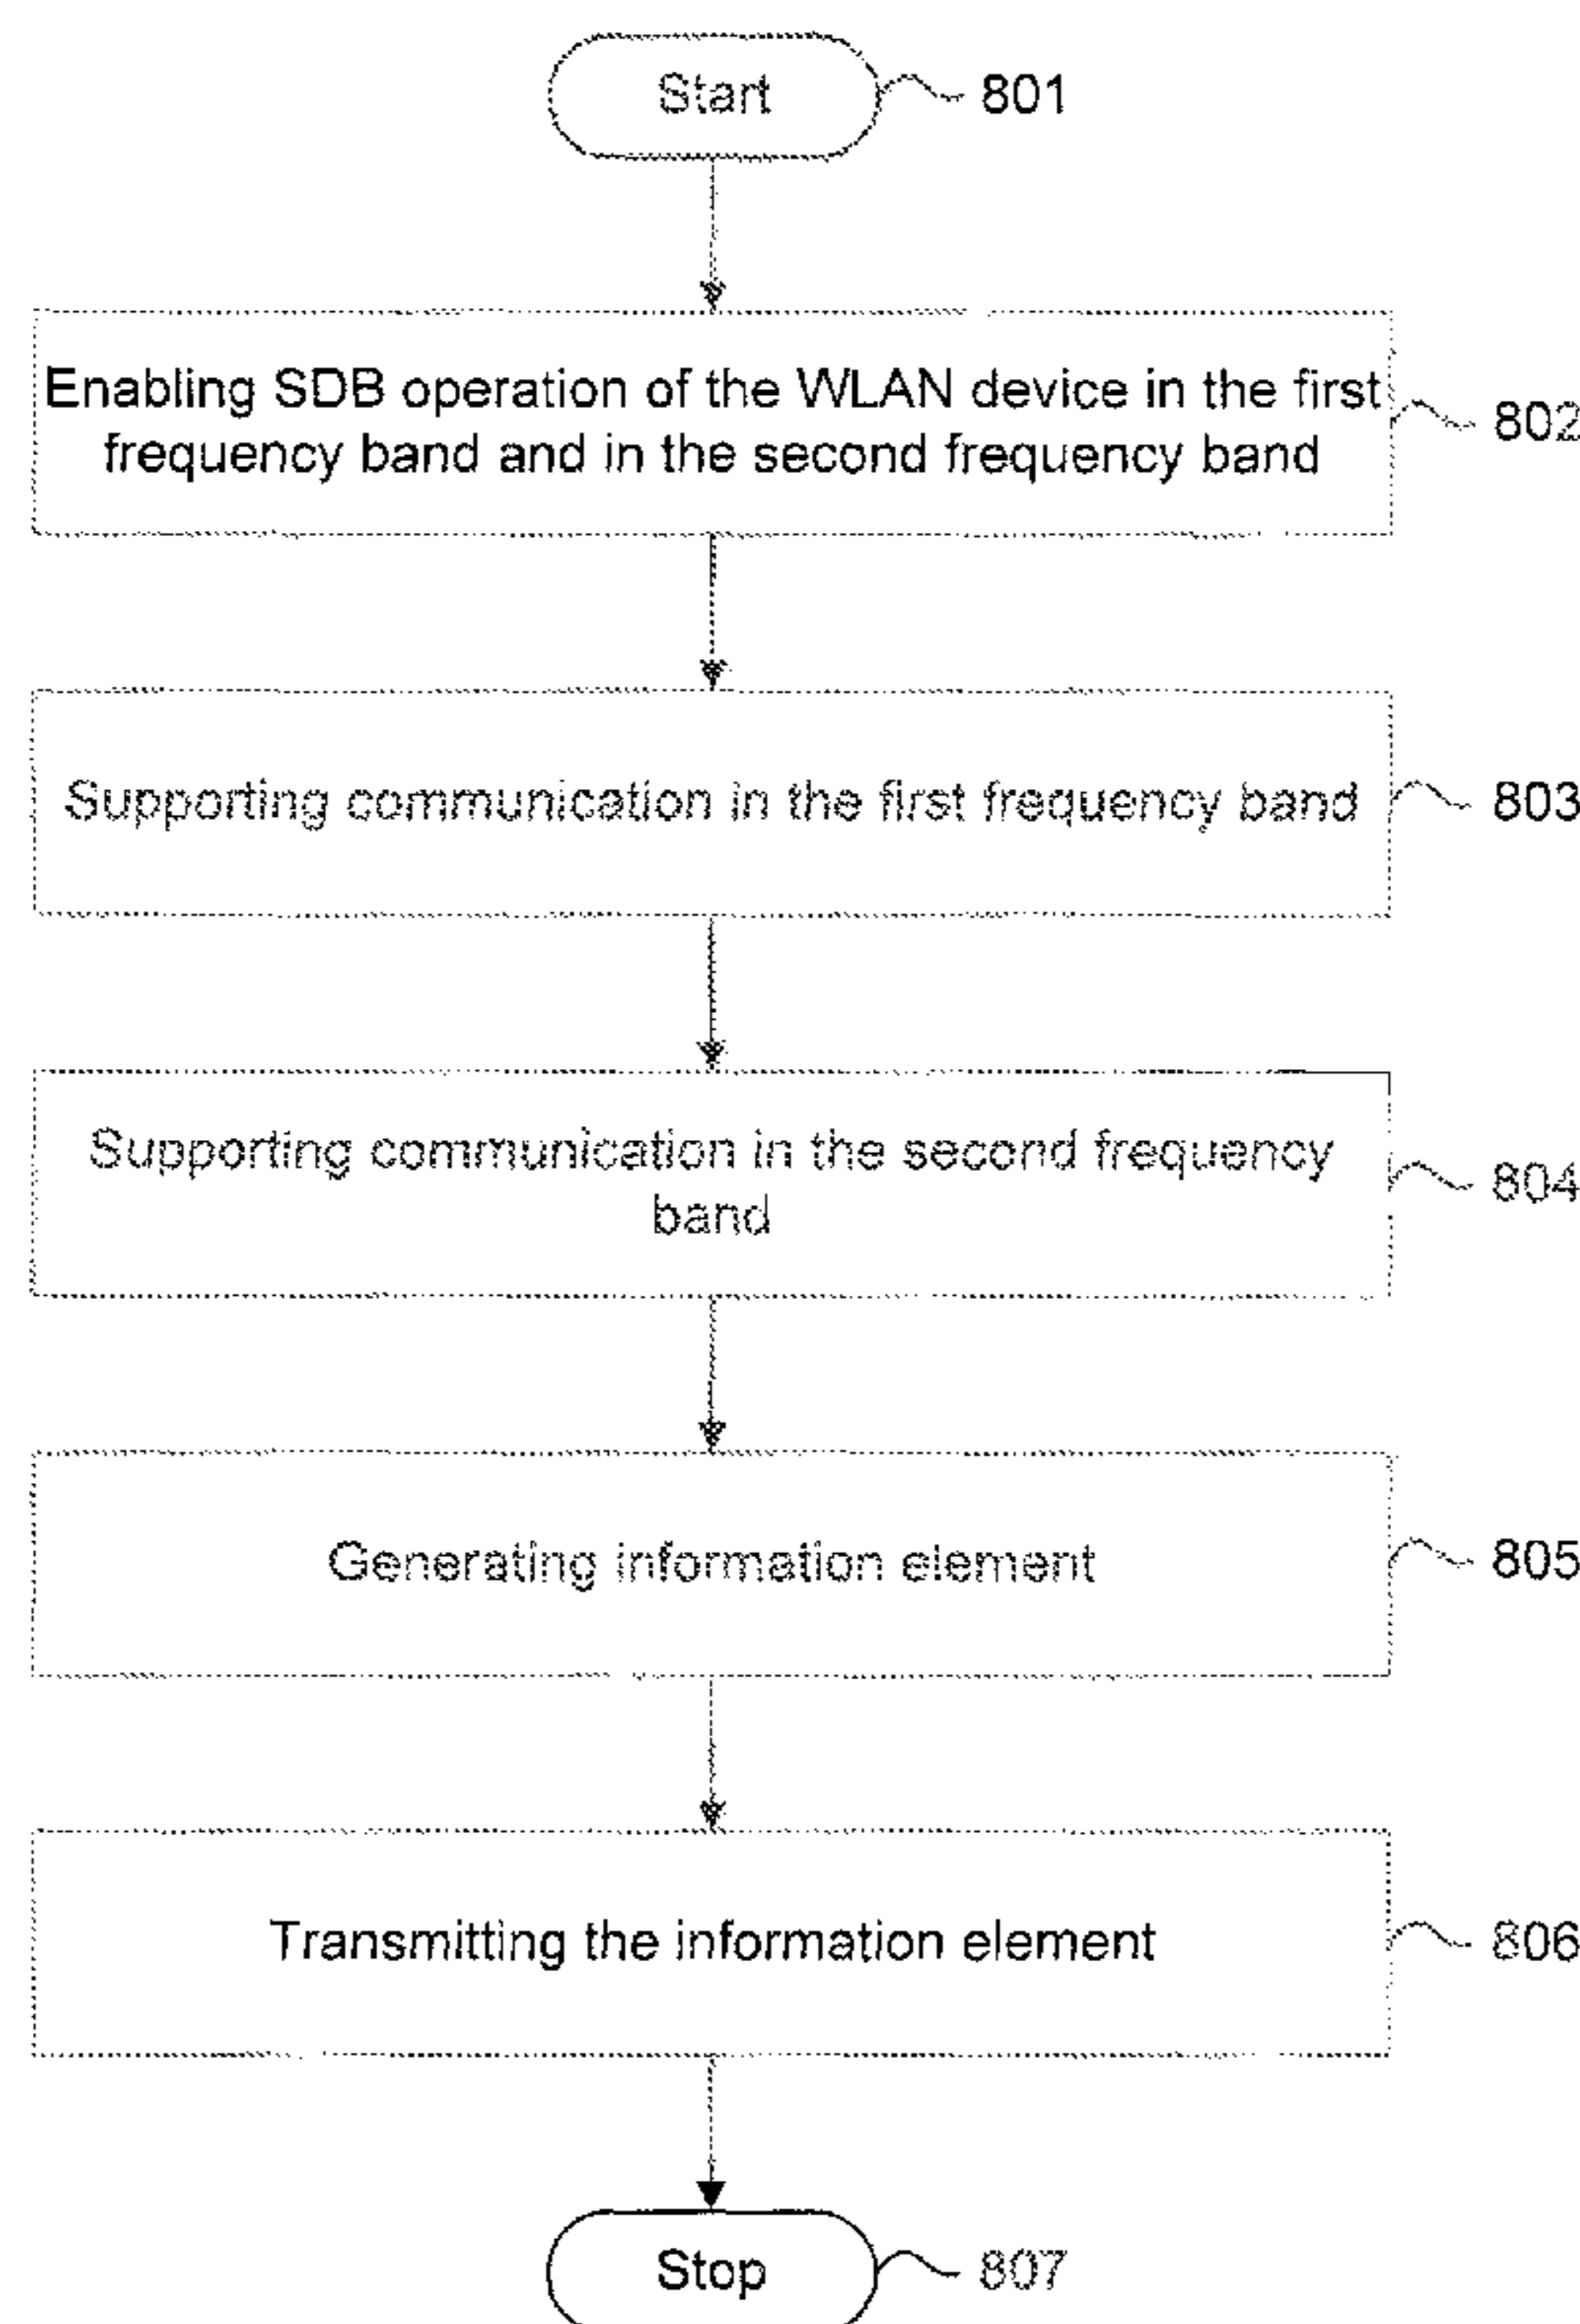 Start
801
Enabling SDB operation of the WLAN device in the first
frequency band and in the second frequency band
802
Supporting communication in the first frequency band
803
Supporting communication in the second frequency
band
804
Generating information element
805
Transmitting the information element
806
Stop
807